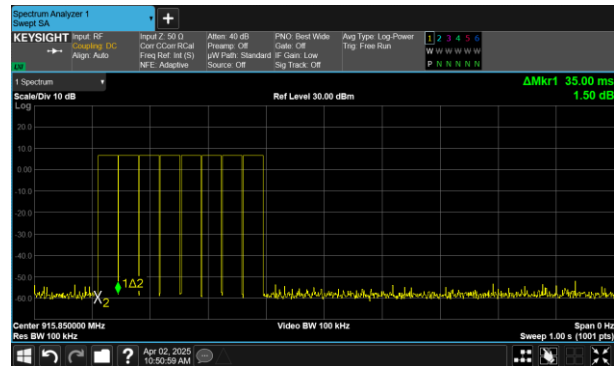 Spectrum Analyzer 1
Swept SA
+
KEYSIGHT
Input: RF
Coupling: DC
Align: Auto
Input Z: 50 Ω
Corr CCorr RCal
Freq Ref: Int (S)
NFE: Adaptive
Atten: 40 dB
Preamp: Off
µW Path: Standard
Source: Off
PNO: Best Wide
Gate: Off
IF Gain: Low
Sig Track: Off
Avg Type: Log-Power
Trig: Free Run
1 2 3 4 5 6
W W W W W W
P N N N N N
1 Spectrum
ΔMkr1 35.00 ms
1.50 dB
Scale/Div 10 dB
Ref Level 30.00 dBm
Log
20.0
10.0
0.00
-10.0
-20.0
-30.0
-40.0
-50.0
-60.0
1Δ2
X2
Center 915.850000 MHz
Video BW 100 kHz
Span 0 Hz
Res BW 100 kHz
Sweep 1.00 s (1001 pts)
?
Apr 02, 2025
10:50:59 AM